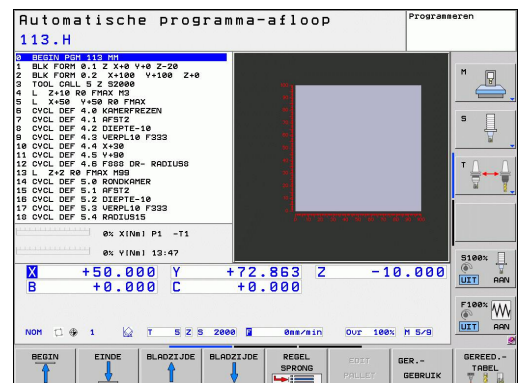 Automatische programma-afloop
Programmeren
113.H
0 BEGIN PGM 113 MM
1 BLK FORM 0.1 Z X+0 Y+0 Z-20
2 BLK FORM 0.2 X+100 Y+100 Z+0
3 TOOL CALL 5 Z S2000
4 L Z+10 R0 FMAX M3
5 L X+50 Y+50 R0 FMAX
6 CYCL DEF 4.0 KAMERFREZEN
7 CYCL DEF 4.1 AFST2
8 CYCL DEF 4.2 DIEPTE-10
9 CYCL DEF 4.3 VERPL10 F333
10 CYCL DEF 4.4 X+30
11 CYCL DEF 4.5 Y+90
12 CYCL DEF 4.6 F888 DR- RADIUS8
13 L Z+2 R0 FMAX M99
14 CYCL DEF 5.0 RONDKAMER
15 CYCL DEF 5.1 AFST2
16 CYCL DEF 5.2 DIEPTE-10
17 CYCL DEF 5.3 VERPL10 F333
18 CYCL DEF 5.4 RADIUS15
0% X[Nm] P1 -T1
0% Y[Nm] 13:47
X +50.000 Y +72.863 Z -10.000
B +0.000 C +0.000
NOM 1 T 5 Z S 2000 F 0mm/min Ovr 100% M 5/9
M
S
T
S100%
UIT AAN
F100%
UIT AAN
BEGIN
EINDE
BLADZIJDE
BLADZIJDE
REGEL
SPRONG
EDIT
PALLET
GER.-
GEBRUIK
GEREED.-
TABEL